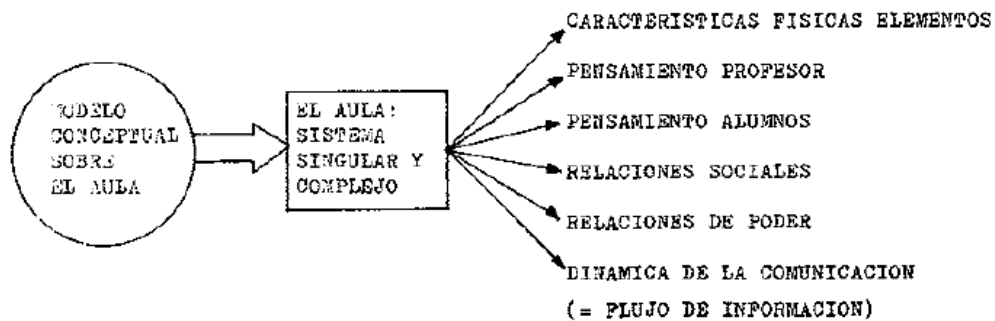 MODELO
CONCEPTUAL
SOBRE
EL AULA
EL AULA:
SISTEMA
SINGULAR Y
COMPLEJO
CARACTERISTICAS FISICAS ELEMENTOS
PENSAMIENTO PROFESOR
PENSAMIENTO ALUMNOS
RELACIONES SOCIALES
RELACIONES DE PODER
DINAMICA DE LA COMUNICACION
(= FLUJO DE INFORMACION)